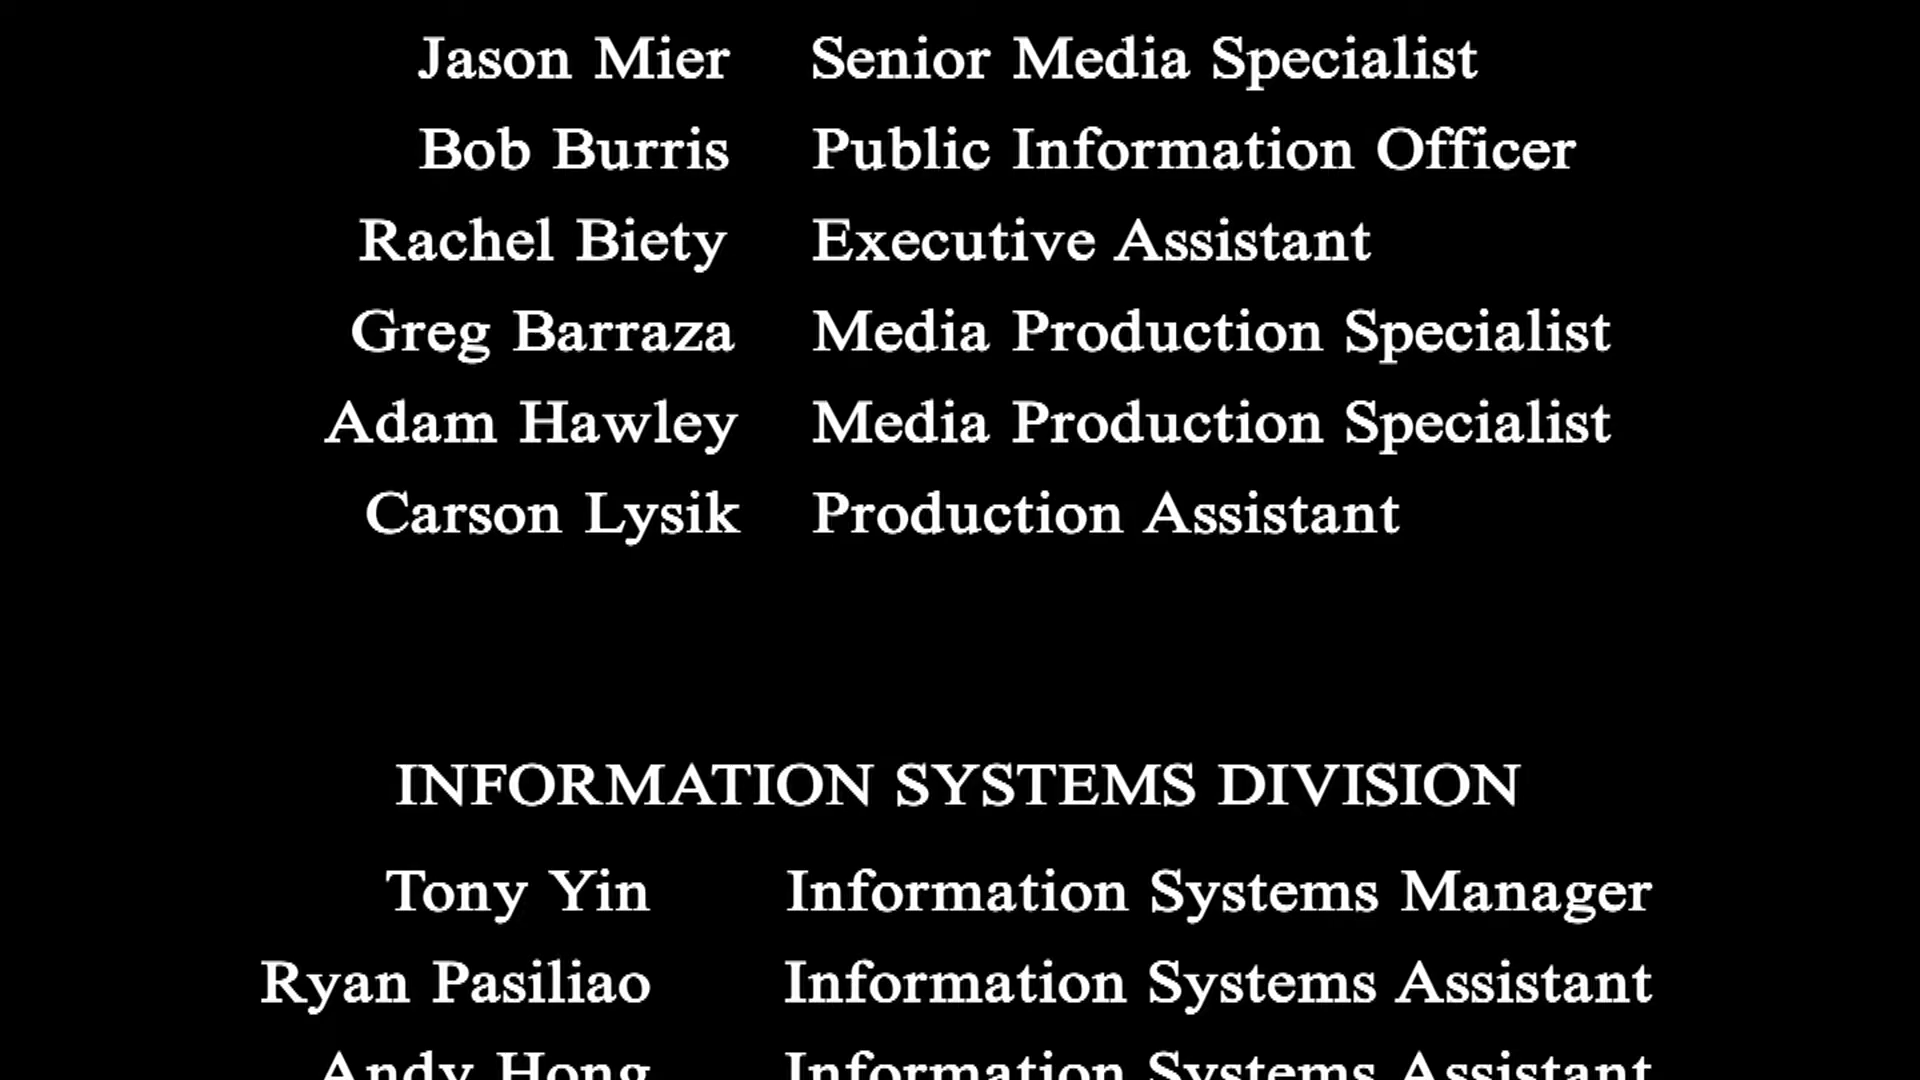 Jason Mier Senior Media Specialist
Bob Burris Public Information Officer
Rachel Biety Executive Assistant
Greg Barraza Media Production Specialist
Adam Hawley Media Production Specialist
Carson Lysik Production Assistant
INFORMATION SYSTEMS DIVISION
Tony Yin Information Systems Manager
Ryan Pasiliao Information Systems Assistant
Andy Hong Information Systems Assistant